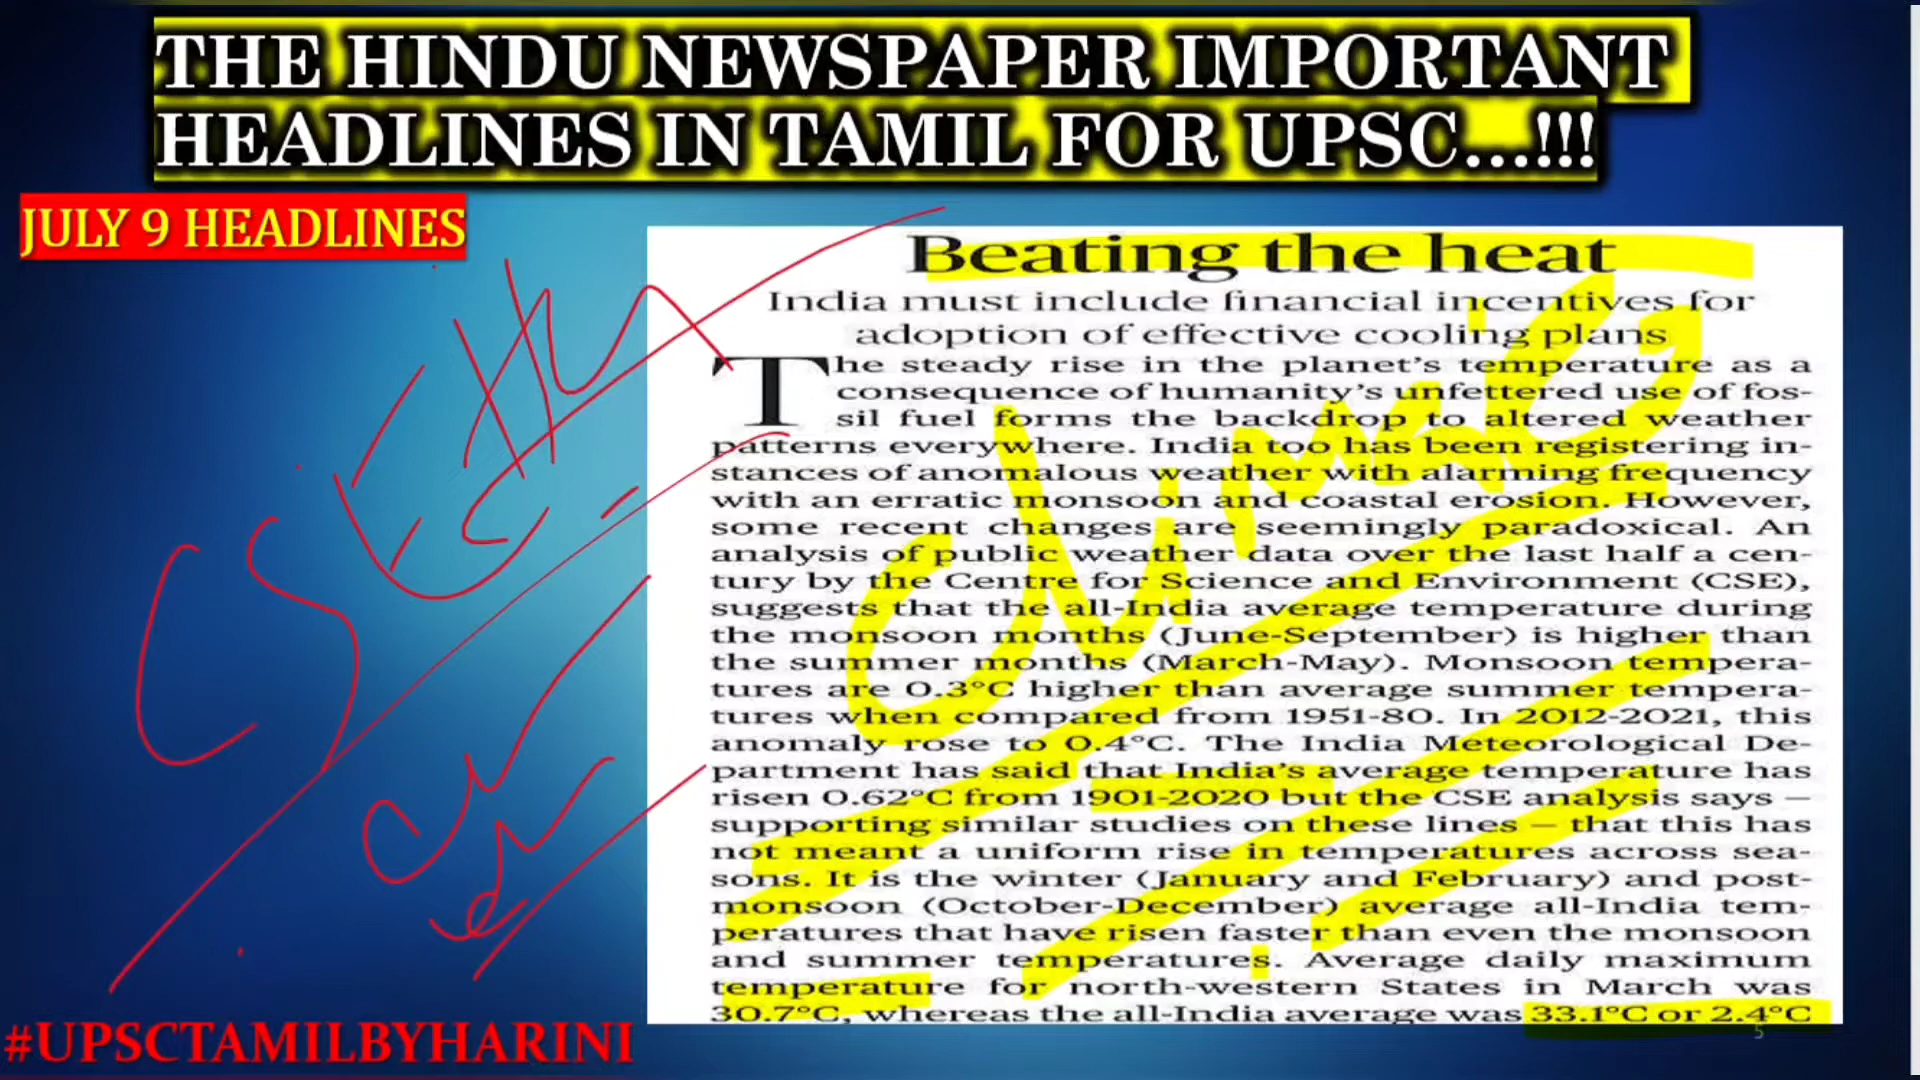 THE HINDU NEWSPAPER IMPORTANT
HEADLINES IN TAMIL FOR UPSC...!!!
JULY 9 HEADLINES
Beating the heat
India must include financial incentives for
adoption of effective cooling plans
The steady rise in the planet's temperature as a
consequence of humanity's unfettered use of fos-
sil fuel forms the backdrop to altered weather
patterns everywhere. India too has been registering in-
stances of anomalous weather with alarming frequency
with an erratic monsoon and coastal erosion. However,
some recent changes are seemingly paradoxical. An
analysis of public weather data over the last half a cen-
tury by the Centre for Science and Environment (CSE),
suggests that the all-India average temperature during
the monsoon months (June-September) is higher than
the summer months (March-May). Monsoon tempera-
tures are 0.3°C higher than average summer tempera-
tures when compared from 1951-80. In 2012-2021, this
anomaly rose to 0.4°C. The India Meteorological De-
partment has said that India's average temperature has
risen 0.62°C from 1901-2020 but the CSE analysis says —
supporting similar studies on these lines — that this has
not meant a uniform rise in temperatures across sea-
sons. It is the winter (January and February) and post-
monsoon (October-December) average all-India tem-
peratures that have risen faster than even the monsoon
and summer temperatures. Average daily maximum
temperature for north-western States in March was
30.7°C, whereas the all-India average was 33.1°C or 2.4°C
CSE
#UPSCTAMILBYHARINI
5